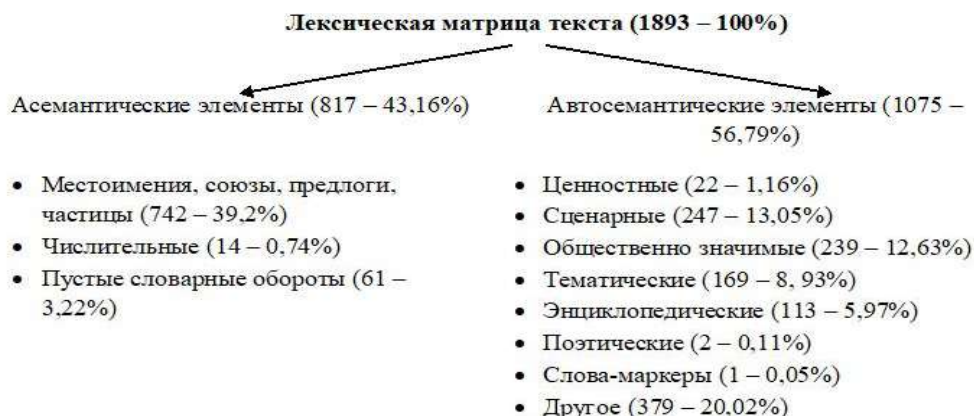 Лексическая матрица текста (1893 – 100%)
Асемантические элементы (817 – 43,16%)
Местоимения, союзы, предлоги,
частицы (742 – 39,2%)
Числительные (14 – 0,74%)
Пустые словарные обороты (61 –
3,22%)
Автосемантические элементы (1075 –
56,79%)
Ценностные (22 – 1,16%)
Сценарные (247 – 13,05%)
Общественно значимые (239 – 12,63%)
Тематические (169 – 8, 93%)
Энциклопедические (113 – 5,97%)
Поэтические (2 – 0,11%)
Слова-маркеры (1 – 0,05%)
Другое (379 – 20,02%)